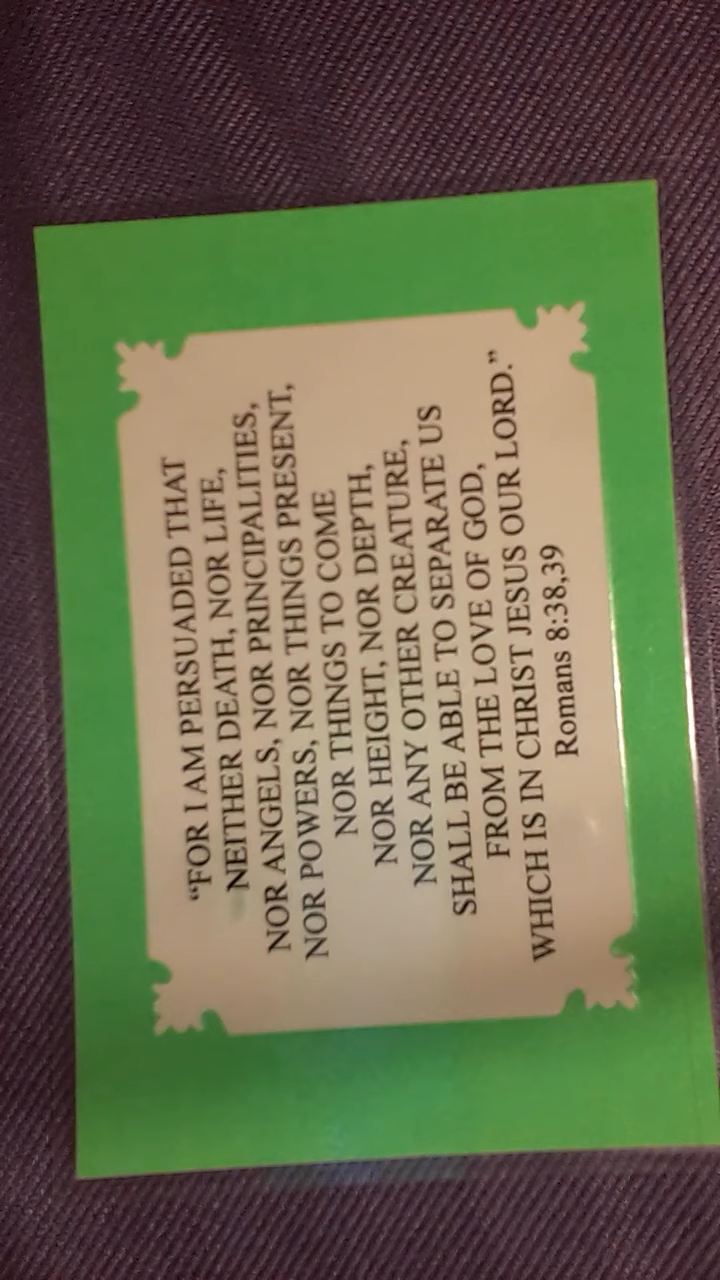 “FOR I AM PERSUADED THAT
NEITHER DEATH, NOR LIFE,
NOR ANGELS, NOR PRINCIPALITIES,
NOR POWERS, NOR THINGS PRESENT,
NOR THINGS TO COME
NOR HEIGHT, NOR DEPTH,
NOR ANY OTHER CREATURE,
SHALL BE ABLE TO SEPARATE US
FROM THE LOVE OF GOD,
WHICH IS IN CHRIST JESUS OUR LORD.”
Romans 8:38,39